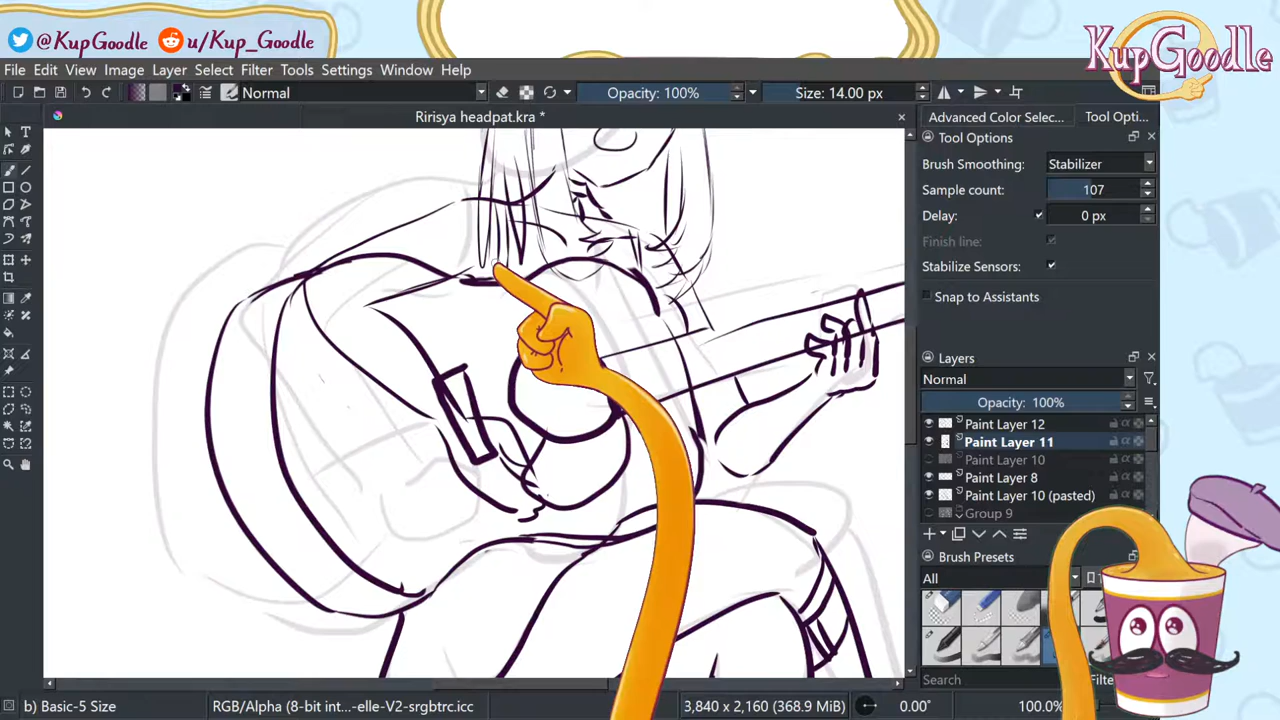 @KupGoodle u/Kup_Goodle
KupGoodle
File Edit View Image Layer Select Filter Tools Settings Window Help
Normal Opacity: 100% Size: 14.00 px
Ririsya headpat.kra *
Advanced Color Selec... Tool Opti...
Tool Options
Brush Smoothing: Stabilizer
Sample count: 107
Delay: 0 px
Finish line:
Stabilize Sensors:
Snap to Assistants
Layers
Normal
Opacity: 100%
Paint Layer 12
Paint Layer 11
Paint Layer 10
Paint Layer 8
Paint Layer 10 (pasted)
Group 9
Brush Presets
All
Search
b) Basic-5 Size RGB/Alpha (8-bit int...-elle-V2-srgbtrc.icc 3,840 x 2,160 (368.9 MiB) 0.00° 100.0%